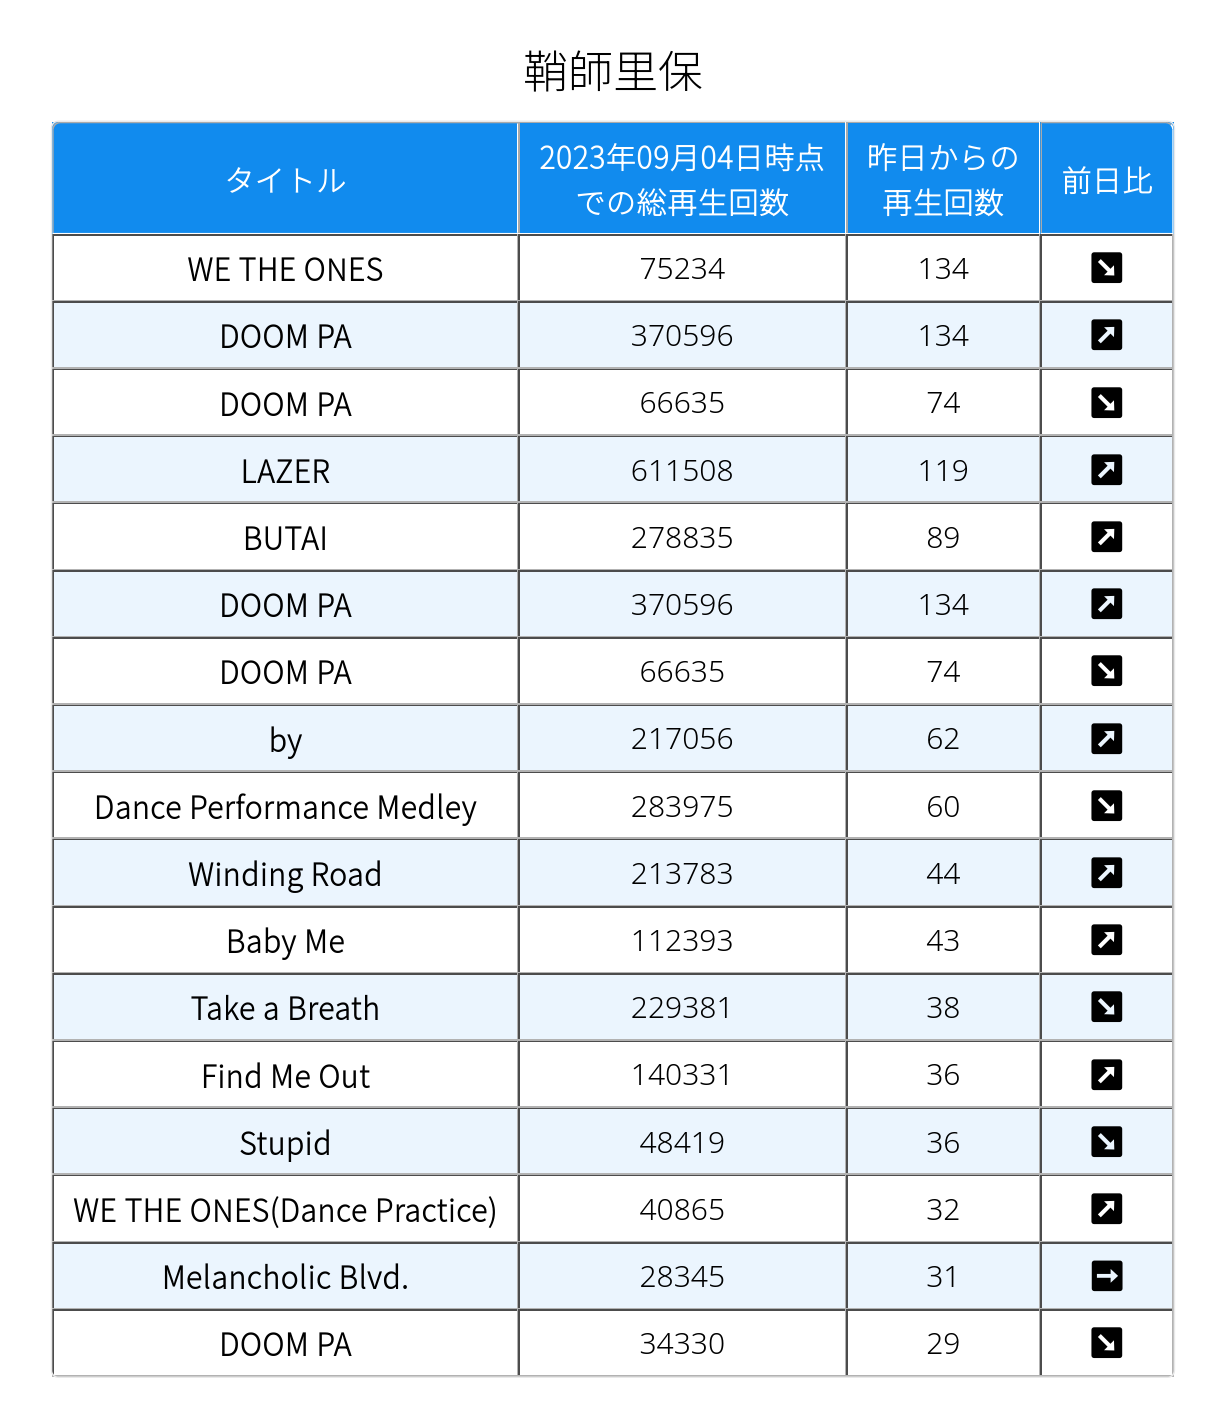 鞘師里保
タイトル 2023年09月04日時点での総再生回数 昨日からの再生回数 前日比
WE THE ONES 75234 134 ↘
DOOM PA 370596 134 ↗
DOOM PA 66635 74 ↘
LAZER 611508 119 ↗
BUTAI 278835 89 ↗
DOOM PA 370596 134 ↗
DOOM PA 66635 74 ↘
by 217056 62 ↗
Dance Performance Medley 283975 60 ↘
Winding Road 213783 44 ↗
Baby Me 112393 43 ↗
Take a Breath 229381 38 ↘
Find Me Out 140331 36 ↗
Stupid 48419 36 ↘
WE THE ONES(Dance Practice) 40865 32 ↗
Melancholic Blvd. 28345 31 →
DOOM PA 34330 29 ↘